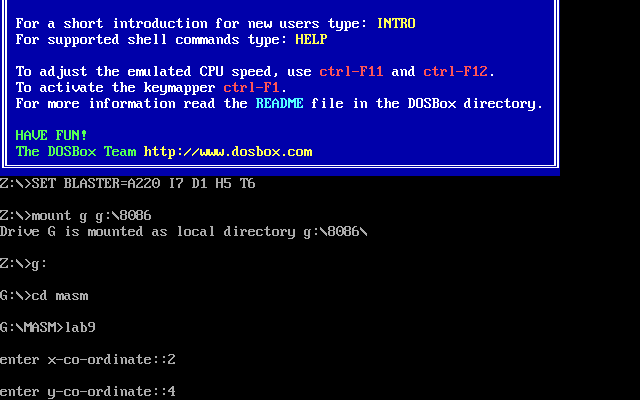 For a short introduction for new users type: INTRO
For supported shell commands type: HELP
To adjust the emulated CPU speed, use ctrl-F11 and ctrl-F12.
To activate the keymapper ctrl-F1.
For more information read the README file in the DOSBox directory.
HAVE FUN!
The DOSBox Team http://www.dosbox.com
Z:\>SET BLASTER=A220 I7 D1 H5 T6
Z:\>mount g g:\8086
Drive G is mounted as local directory g:\8086\
Z:\>g:
G:\>cd masm
G:\MASM>lab9
enter x-co-ordinate::2
enter y-co-ordinate::4